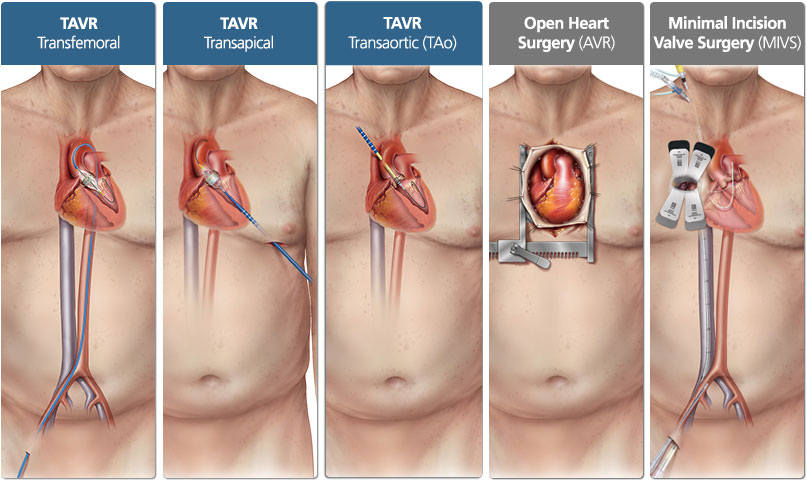 TAVR
Transfemoral
TAVR
Transapical
TAVR
Transaortic (TAo)
Open Heart
Surgery (AVR)
Minimal Incision
Valve Surgery (MIVS)